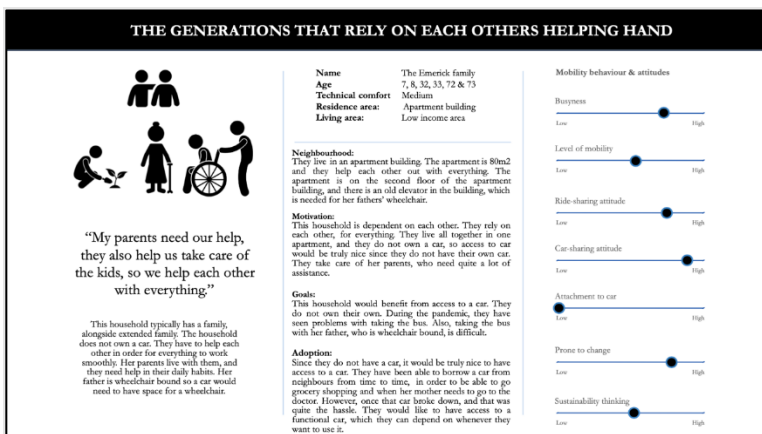 THE GENERATIONS THAT RELY ON EACH OTHERS HELPING HAND
“My parents need our help,
they also help us take care of
the kids, so we help each other
with everything.”
This household typically has a family,
alongside extended family. The household
does not own a car. They have to help each
other in order for everything to work
smoothly. Her parents live with them, and
they need help in their daily habits. Her
father is wheelchair bound so a car would
need to have space for a wheelchair.
Name The Emerick family
Age 7, 8, 32, 33, 72 & 73
Technical comfort Medium
Residence area: Apartment building
Living area: Low income area
Neighbourhood:
They live in an apartment building. The apartment is 80m2
and they help each other out with everything. The
apartment is on the second floor of the apartment
building, and there is an old elevator in the building, which
is needed for her fathers’ wheelchair.
Motivation:
This household is dependent on each other. They rely on
each other, for everything. They live all together in one
apartment, and they do not own a car, so access to car
would be truly nice since they do not have their own car.
They take care of her parents, who need quite a lot of
assistance.
Goals:
This household would benefit from access to a car. They
do not own their own. During the pandemic, they have
seen problems with taking the bus. Also, taking the bus
with her father, who is wheelchair bound, is difficult.
Adoption:
Since they do not have a car, it would be truly nice to have
access to a car. They have been able to borrow a car from
neighbours from time to time, in order to be able to go
grocery shopping and when her mother needs to go to the
doctor. However, once that car broke down, and that was
quite the hassle. They would like to have access to a
functional car, which they can depend on whenever they
want to use it.
Mobility behaviour & attitudes
Busyness
Low High
Level of mobility
Low High
Ride-sharing attitude
Low High
Car-sharing attitude
Low High
Attachment to car
Low High
Prone to change
Low High
Sustainability thinking
Low High